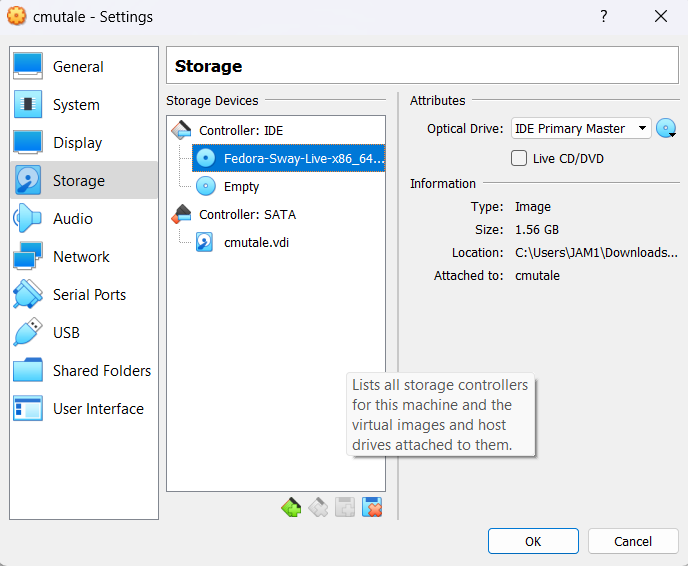 cmutale - Settings
?
General
System
Display
Storage
Audio
Network
Serial Ports
USB
Shared Folders
User Interface
Storage
Storage Devices
Controller: IDE
Fedora-Sway-Live-x86_64...
Empty
Controller: SATA
cmutale.vdi
Attributes
Optical Drive: IDE Primary Master
Live CD/DVD
Information
Type: Image
Size: 1.56 GB
Location: C:\Users\JAM1\Downloads...
Attached to: cmutale
Lists all storage controllers
for this machine and the
virtual images and host
drives attached to them.
OK
Cancel